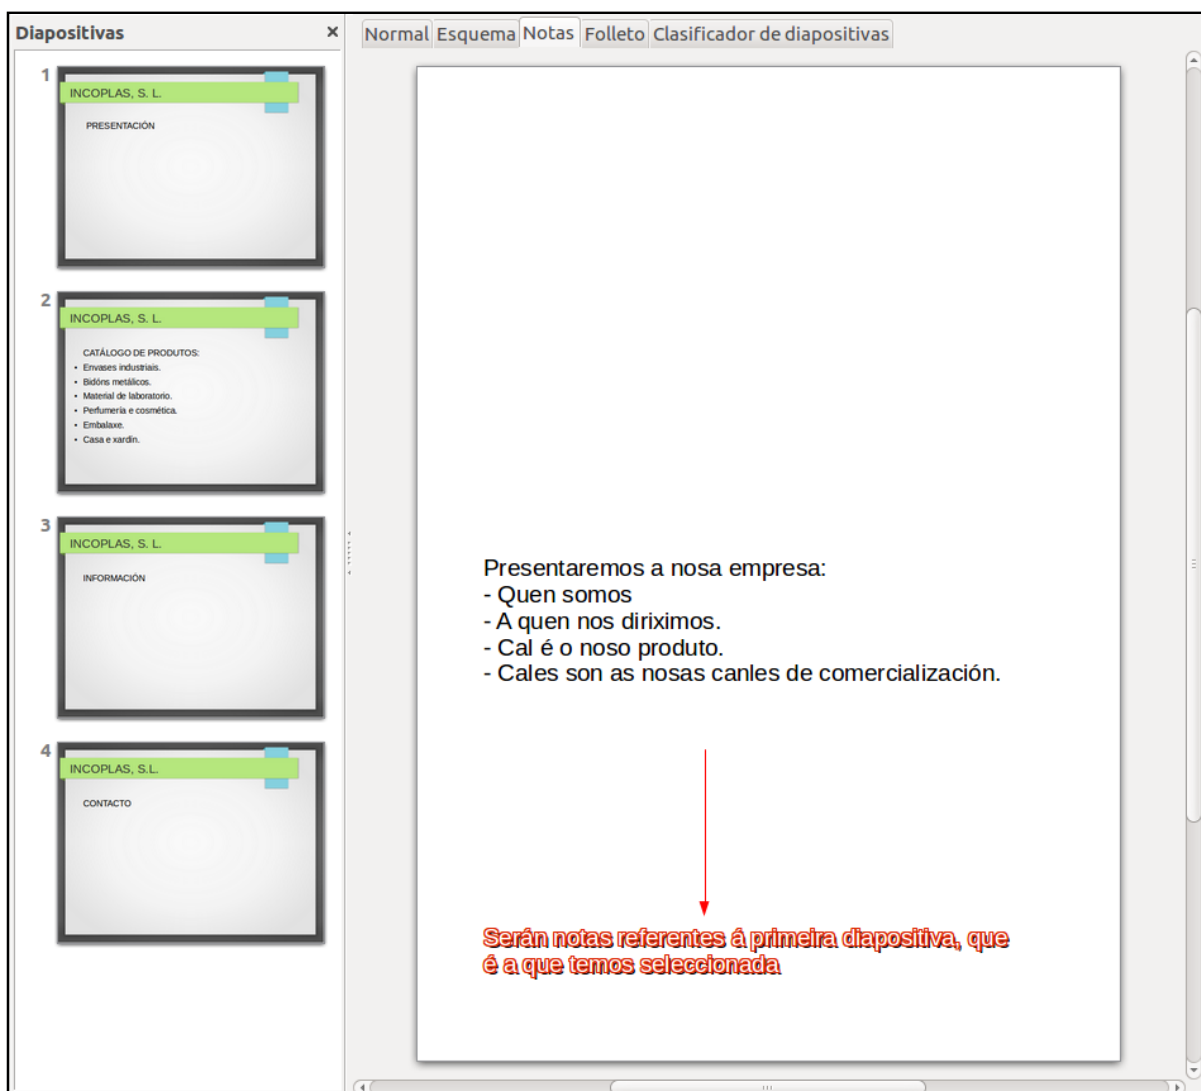 Diapositivas
Normal Esquema Notas Folleto Clasificador de diapositivas
1
INCOPLAS, S. L.
PRESENTACIÓN
2
INCOPLAS, S. L.
CATÁLOGO DE PRODUTOS:
• Envases industriais.
• Bidóns metálicos.
• Material de laboratorio.
• Perfumería e cosmética.
• Embalaxe.
• Casa e xardín.
3
INCOPLAS, S. L.
INFORMACIÓN
4
INCOPLAS, S.L.
CONTACTO
Presentaremos a nosa empresa:
- Quen somos
- A quen nos diriximos.
- Cal é o noso produto.
- Cales son as nosas canles de comercialización.
Serán notas referentes á primeira diapositiva, que
é a que temos seleccionada